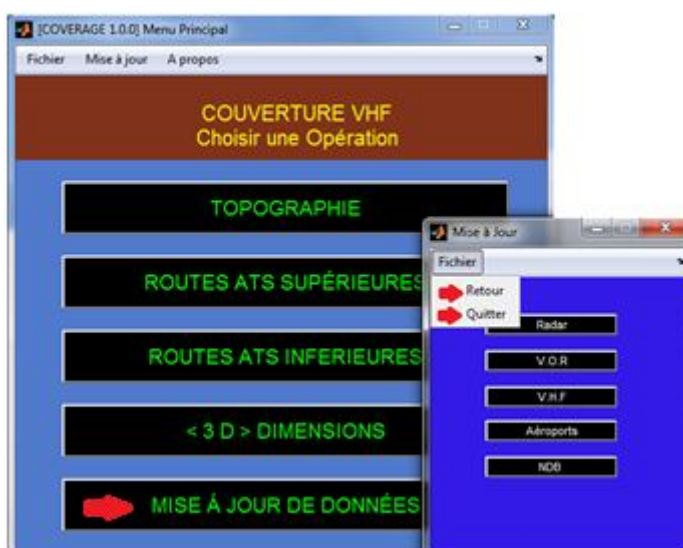 [COVERAGE 1.0.0] Menu Principal
Fichier Mise à jour A propos
COUVERTURE VHF
Choisir une Opération
TOPOGRAPHIE
ROUTES ATS SUPÉRIEURES
ROUTES ATS INFERIEURES
< 3 D > DIMENSIONS
MISE Á JOUR DE DONNÉES
Mise à Jour
Fichier
Retour
Quitter
Radar
V.O.R
V.H.F
Aéroports
NDB